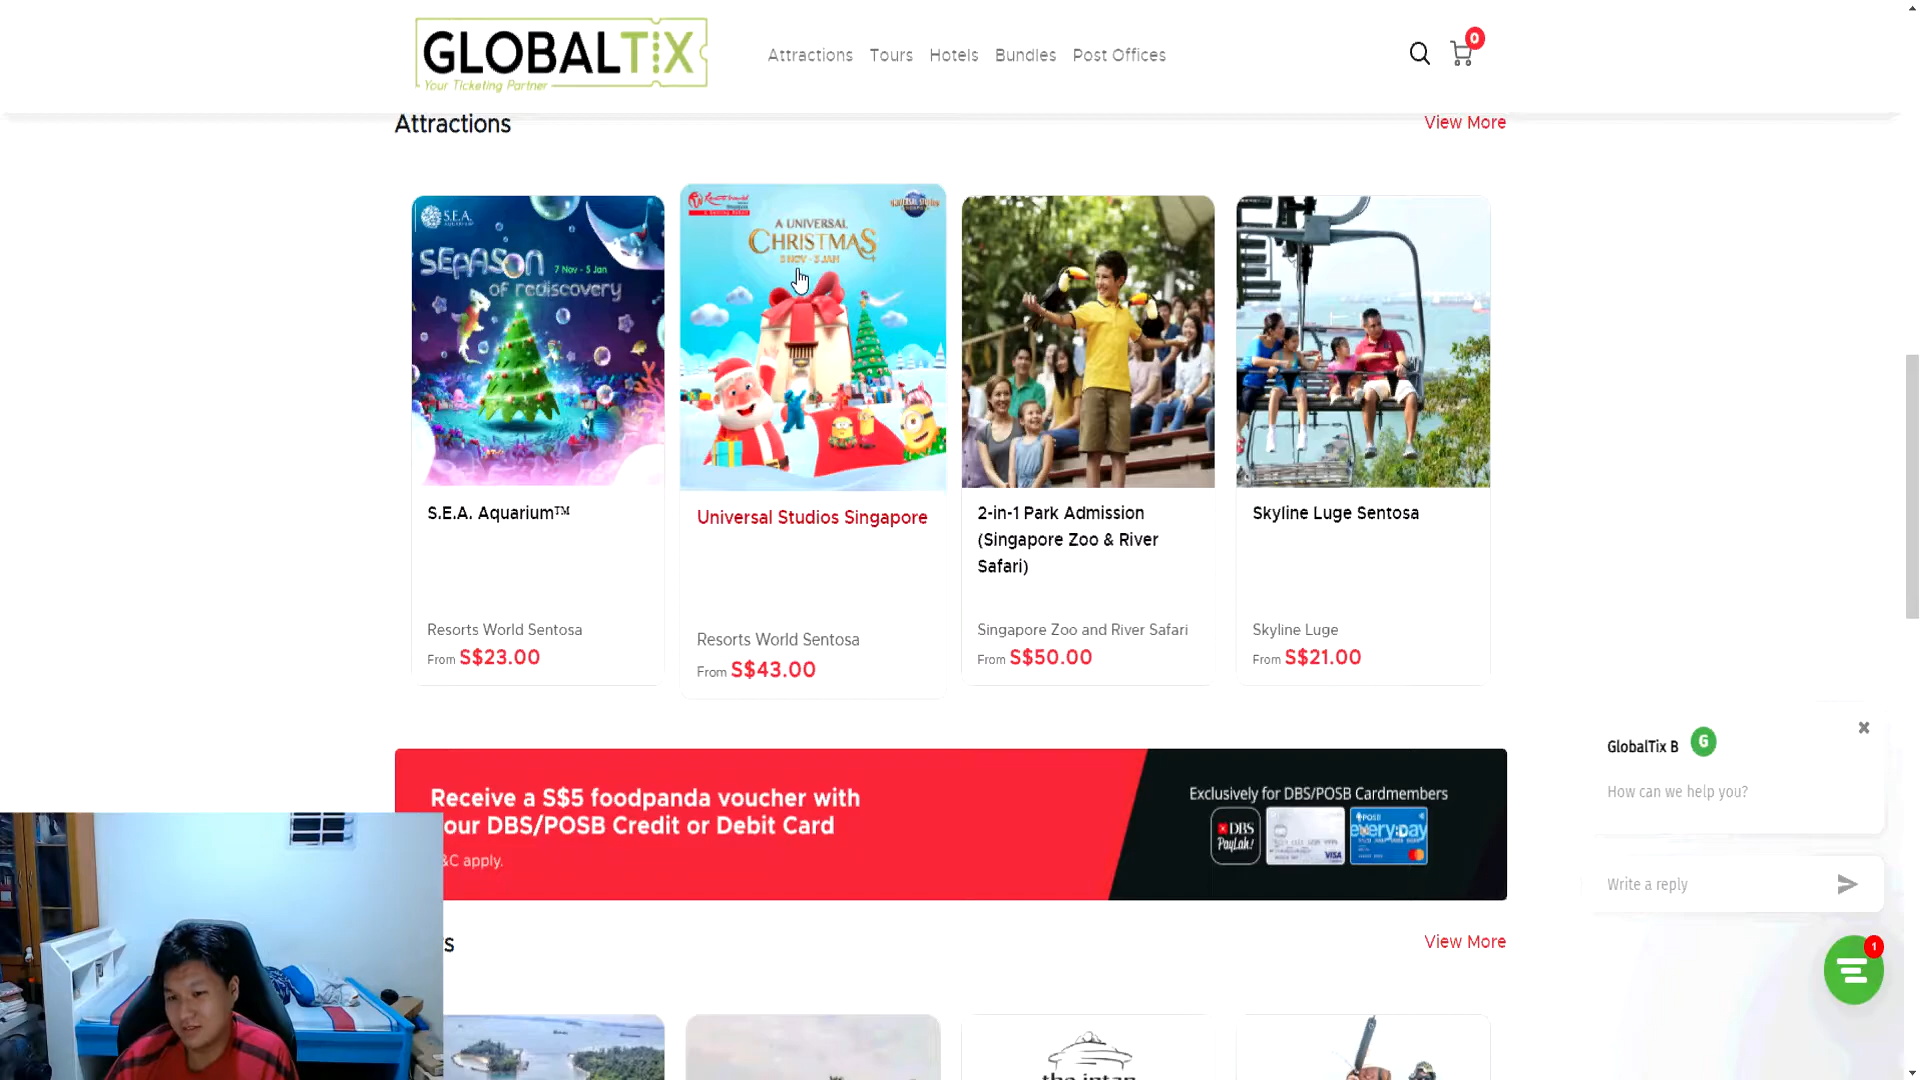 GLOBALTiX
Your Ticketing Partner
Attractions
Tours
Hotels
Bundles
Post Offices
0
Attractions
View More
S.E.A.
AQUARIUM
SEAASON
7 Nov - 5 Jan
of rediscovery
A UNIVERSAL
CHRISTMAS
S.E.A. Aquarium™
Resorts World Sentosa
From S$23.00
Universal Studios Singapore
Resorts World Sentosa
From S$43.00
2-in-1 Park Admission
(Singapore Zoo & River
Safari)
Singapore Zoo and River Safari
From S$50.00
Skyline Luge Sentosa
Skyline Luge
From S$21.00
Receive a S$5 foodpanda voucher with
our DBS/POSB Credit or Debit Card
&C apply.
Exclusively for DBS/POSB Cardmembers
DBS
PayLah!
VISA
POSB
everyday
GlobalTix B
G
How can we help you?
Write a reply
1
s
View More
the intan